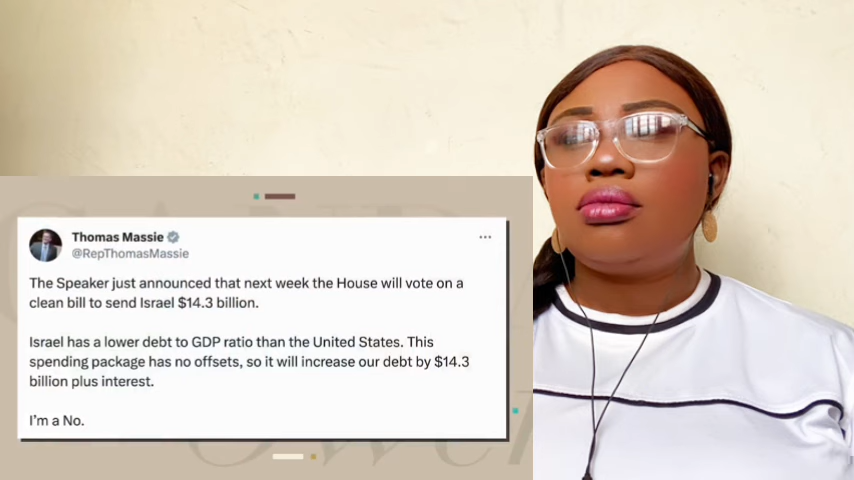 Thomas Massie
@RepThomasMassie
The Speaker just announced that next week the House will vote on a
clean bill to send Israel $14.3 billion.
Israel has a lower debt to GDP ratio than the United States. This
spending package has no offsets, so it will increase our debt by $14.3
billion plus interest.
I'm a No.